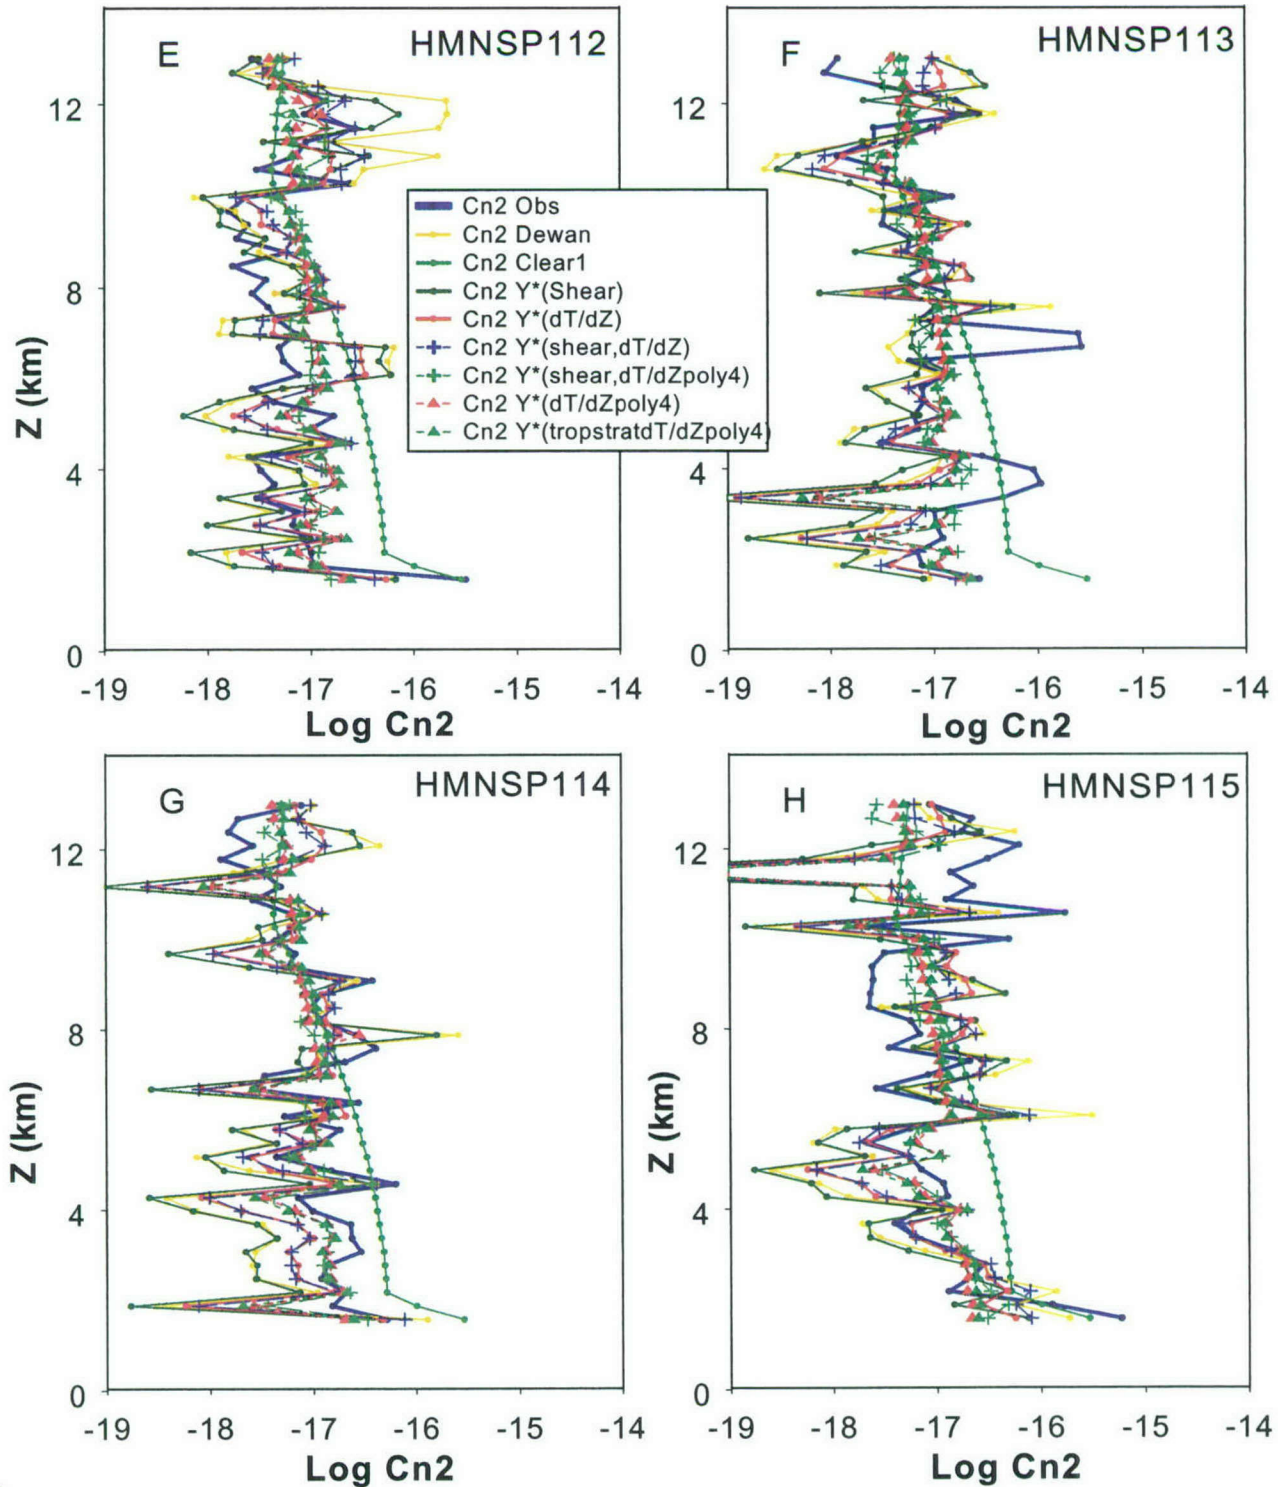 E HMNSP112
12
8
4
0
Z (km)
-19 -18 -17 -16 -15 -14
Log Cn2
F HMNSP113
12
4
0
-19 -18 -17 -16 -15 -14
Log Cn2
Cn2 Obs
Cn2 Dewan
Cn2 Clear1
Cn2 Y*(Shear)
Cn2 Y*(dT/dZ)
Cn2 Y*(shear,dT/dZ)
Cn2 Y*(shear,dT/dZpoly4)
Cn2 Y*(dT/dZpoly4)
Cn2 Y*(tropstratdT/dZpoly4)
G HMNSP114
12
8
4
0
Z (km)
-19 -18 -17 -16 -15 -14
Log Cn2
H HMNSP115
12
8
4
0
Z (km)
-19 -18 -17 -16 -15 -14
Log Cn2